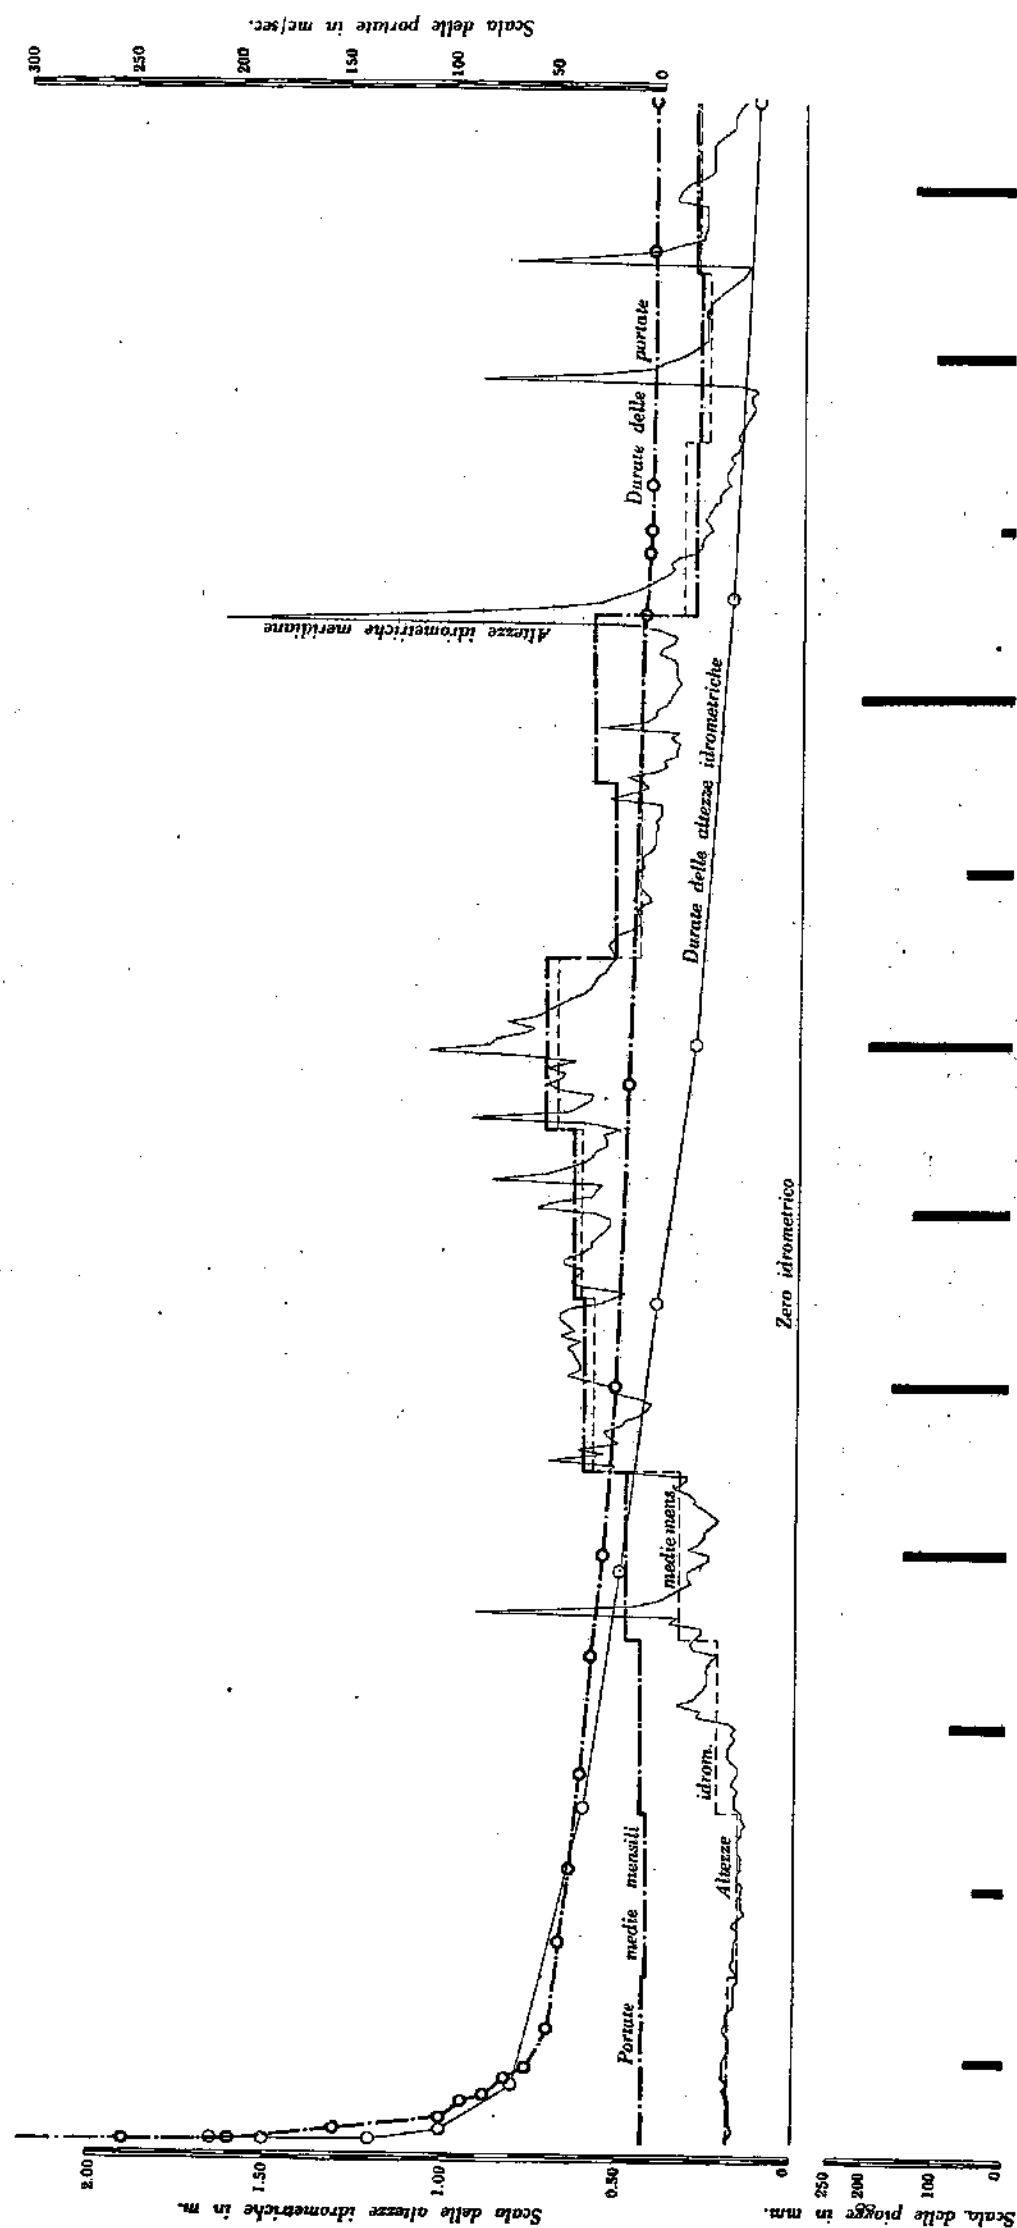 Scala delle portate in mc/sec.
300
250
200
150
100
50
0
Durate delle portate
Altezze idrometriche meridiane
Durate delle altezze idrometriche
Zero idrometrico
Portate medie mensili
Altezze idrom. medie mens.
Scala delle altezze idrometriche in m.
2.00
1.50
1.00
0.50
0
Scala delle piogge in mm.
250
200
100
0